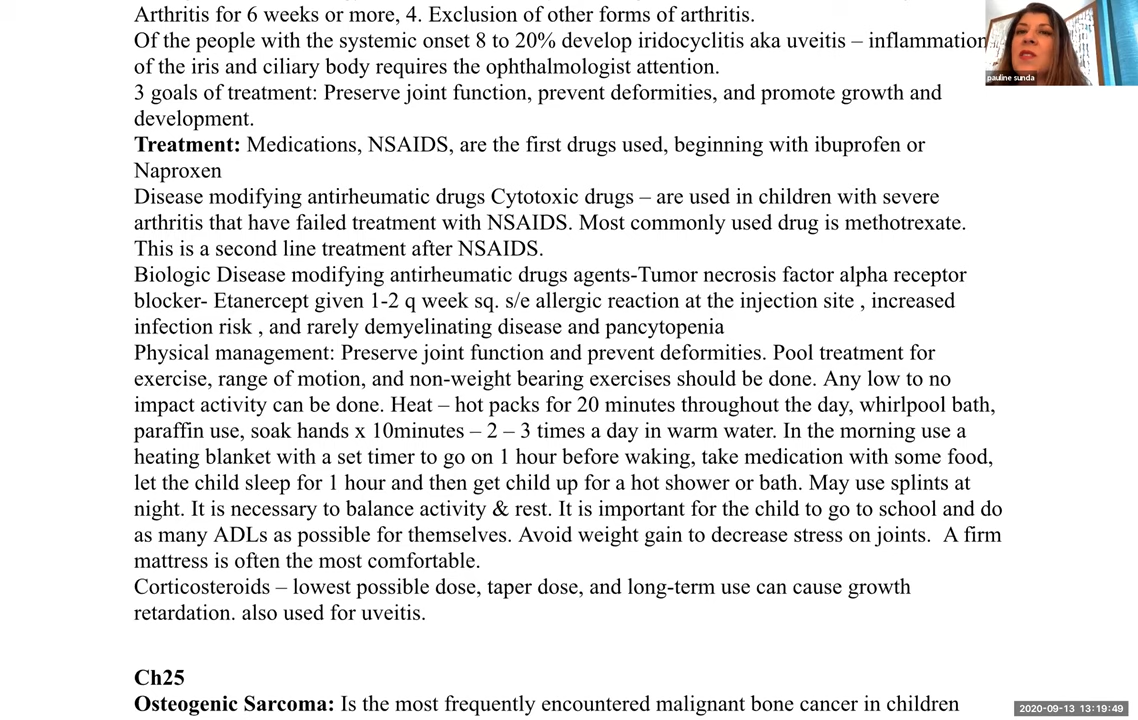 Arthritis for 6 weeks or more, 4. Exclusion of other forms of arthritis.
Of the people with the systemic onset 8 to 20% develop iridocyclitis aka uveitis – inflammation
of the iris and ciliary body requires the ophthalmologist attention.
3 goals of treatment: Preserve joint function, prevent deformities, and promote growth and
development.
Treatment: Medications, NSAIDS, are the first drugs used, beginning with ibuprofen or
Naproxen
Disease modifying antirheumatic drugs Cytotoxic drugs – are used in children with severe
arthritis that have failed treatment with NSAIDS. Most commonly used drug is methotrexate.
This is a second line treatment after NSAIDS.
Biologic Disease modifying antirheumatic drugs agents-Tumor necrosis factor alpha receptor
blocker- Etanercept given 1-2 q week sq. s/e allergic reaction at the injection site , increased
infection risk , and rarely demyelinating disease and pancytopenia
Physical management: Preserve joint function and prevent deformities. Pool treatment for
exercise, range of motion, and non-weight bearing exercises should be done. Any low to no
impact activity can be done. Heat – hot packs for 20 minutes throughout the day, whirlpool bath,
paraffin use, soak hands x 10minutes – 2 – 3 times a day in warm water. In the morning use a
heating blanket with a set timer to go on 1 hour before waking, take medication with some food,
let the child sleep for 1 hour and then get child up for a hot shower or bath. May use splints at
night. It is necessary to balance activity & rest. It is important for the child to go to school and do
as many ADLs as possible for themselves. Avoid weight gain to decrease stress on joints.  A firm
mattress is often the most comfortable.
Corticosteroids – lowest possible dose, taper dose, and long-term use can cause growth
retardation. also used for uveitis.
Ch25
Osteogenic Sarcoma: Is the most frequently encountered malignant bone cancer in children
pauline sunda
2020-09-13 13:19:49